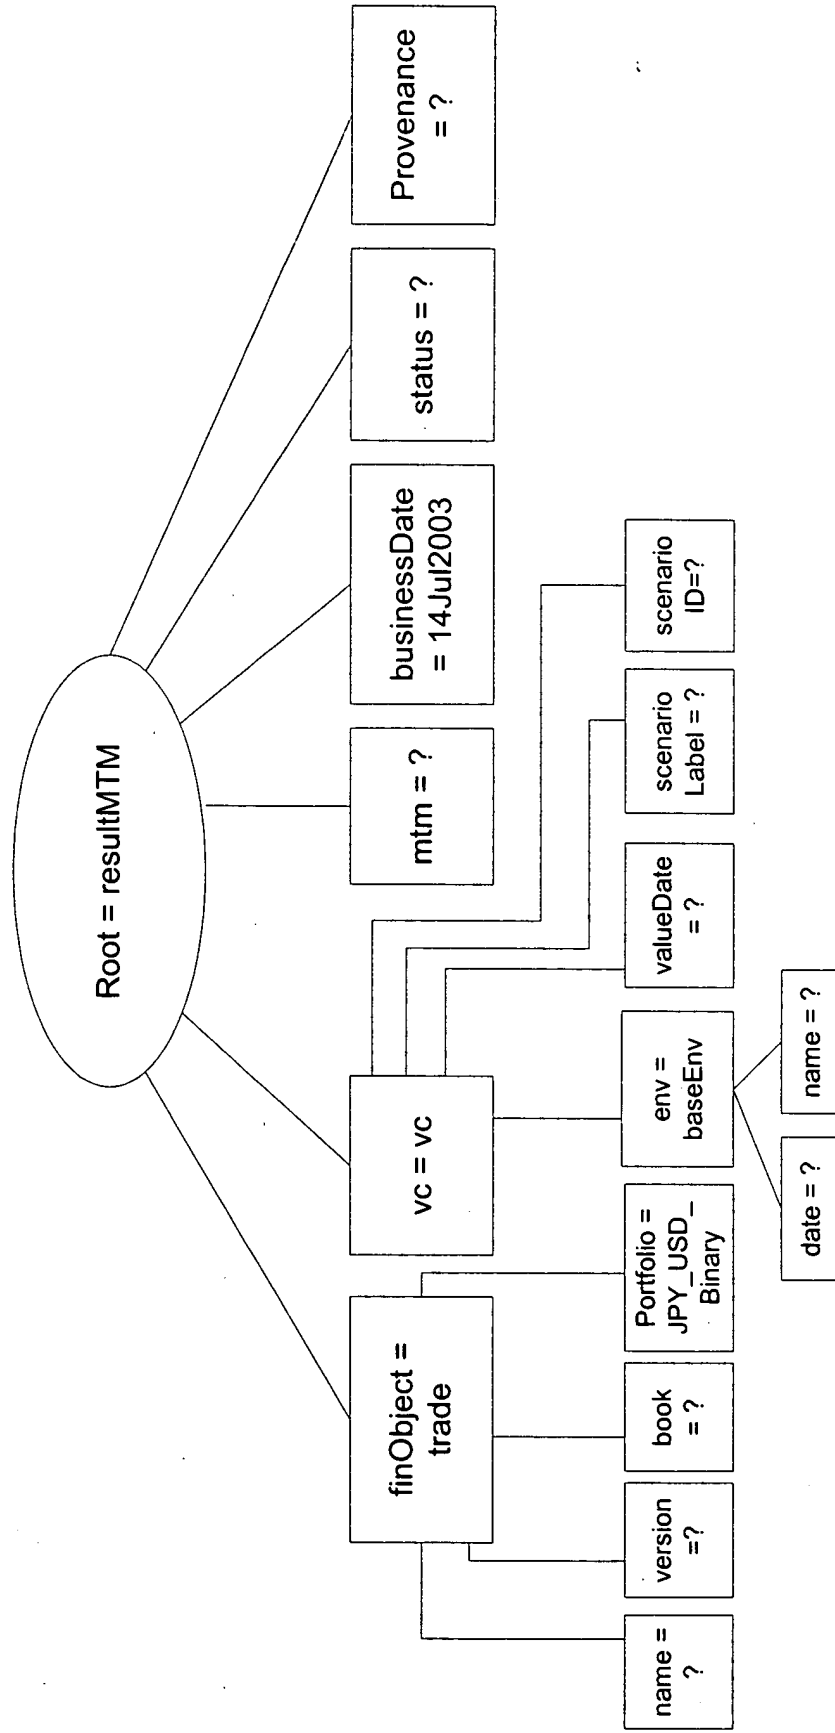 Root = resultMTM
finObject =
trade
vc = vc
mtm = ?
businessDate
= 14Jul2003
status = ?
Provenance
= ?
name =
?
version
=?
book
= ?
Portfolio =
JPY_USD_
Binary
env =
baseEnv
valueDate
= ?
scenario
Label = ?
scenario
ID=?
date = ?
name = ?